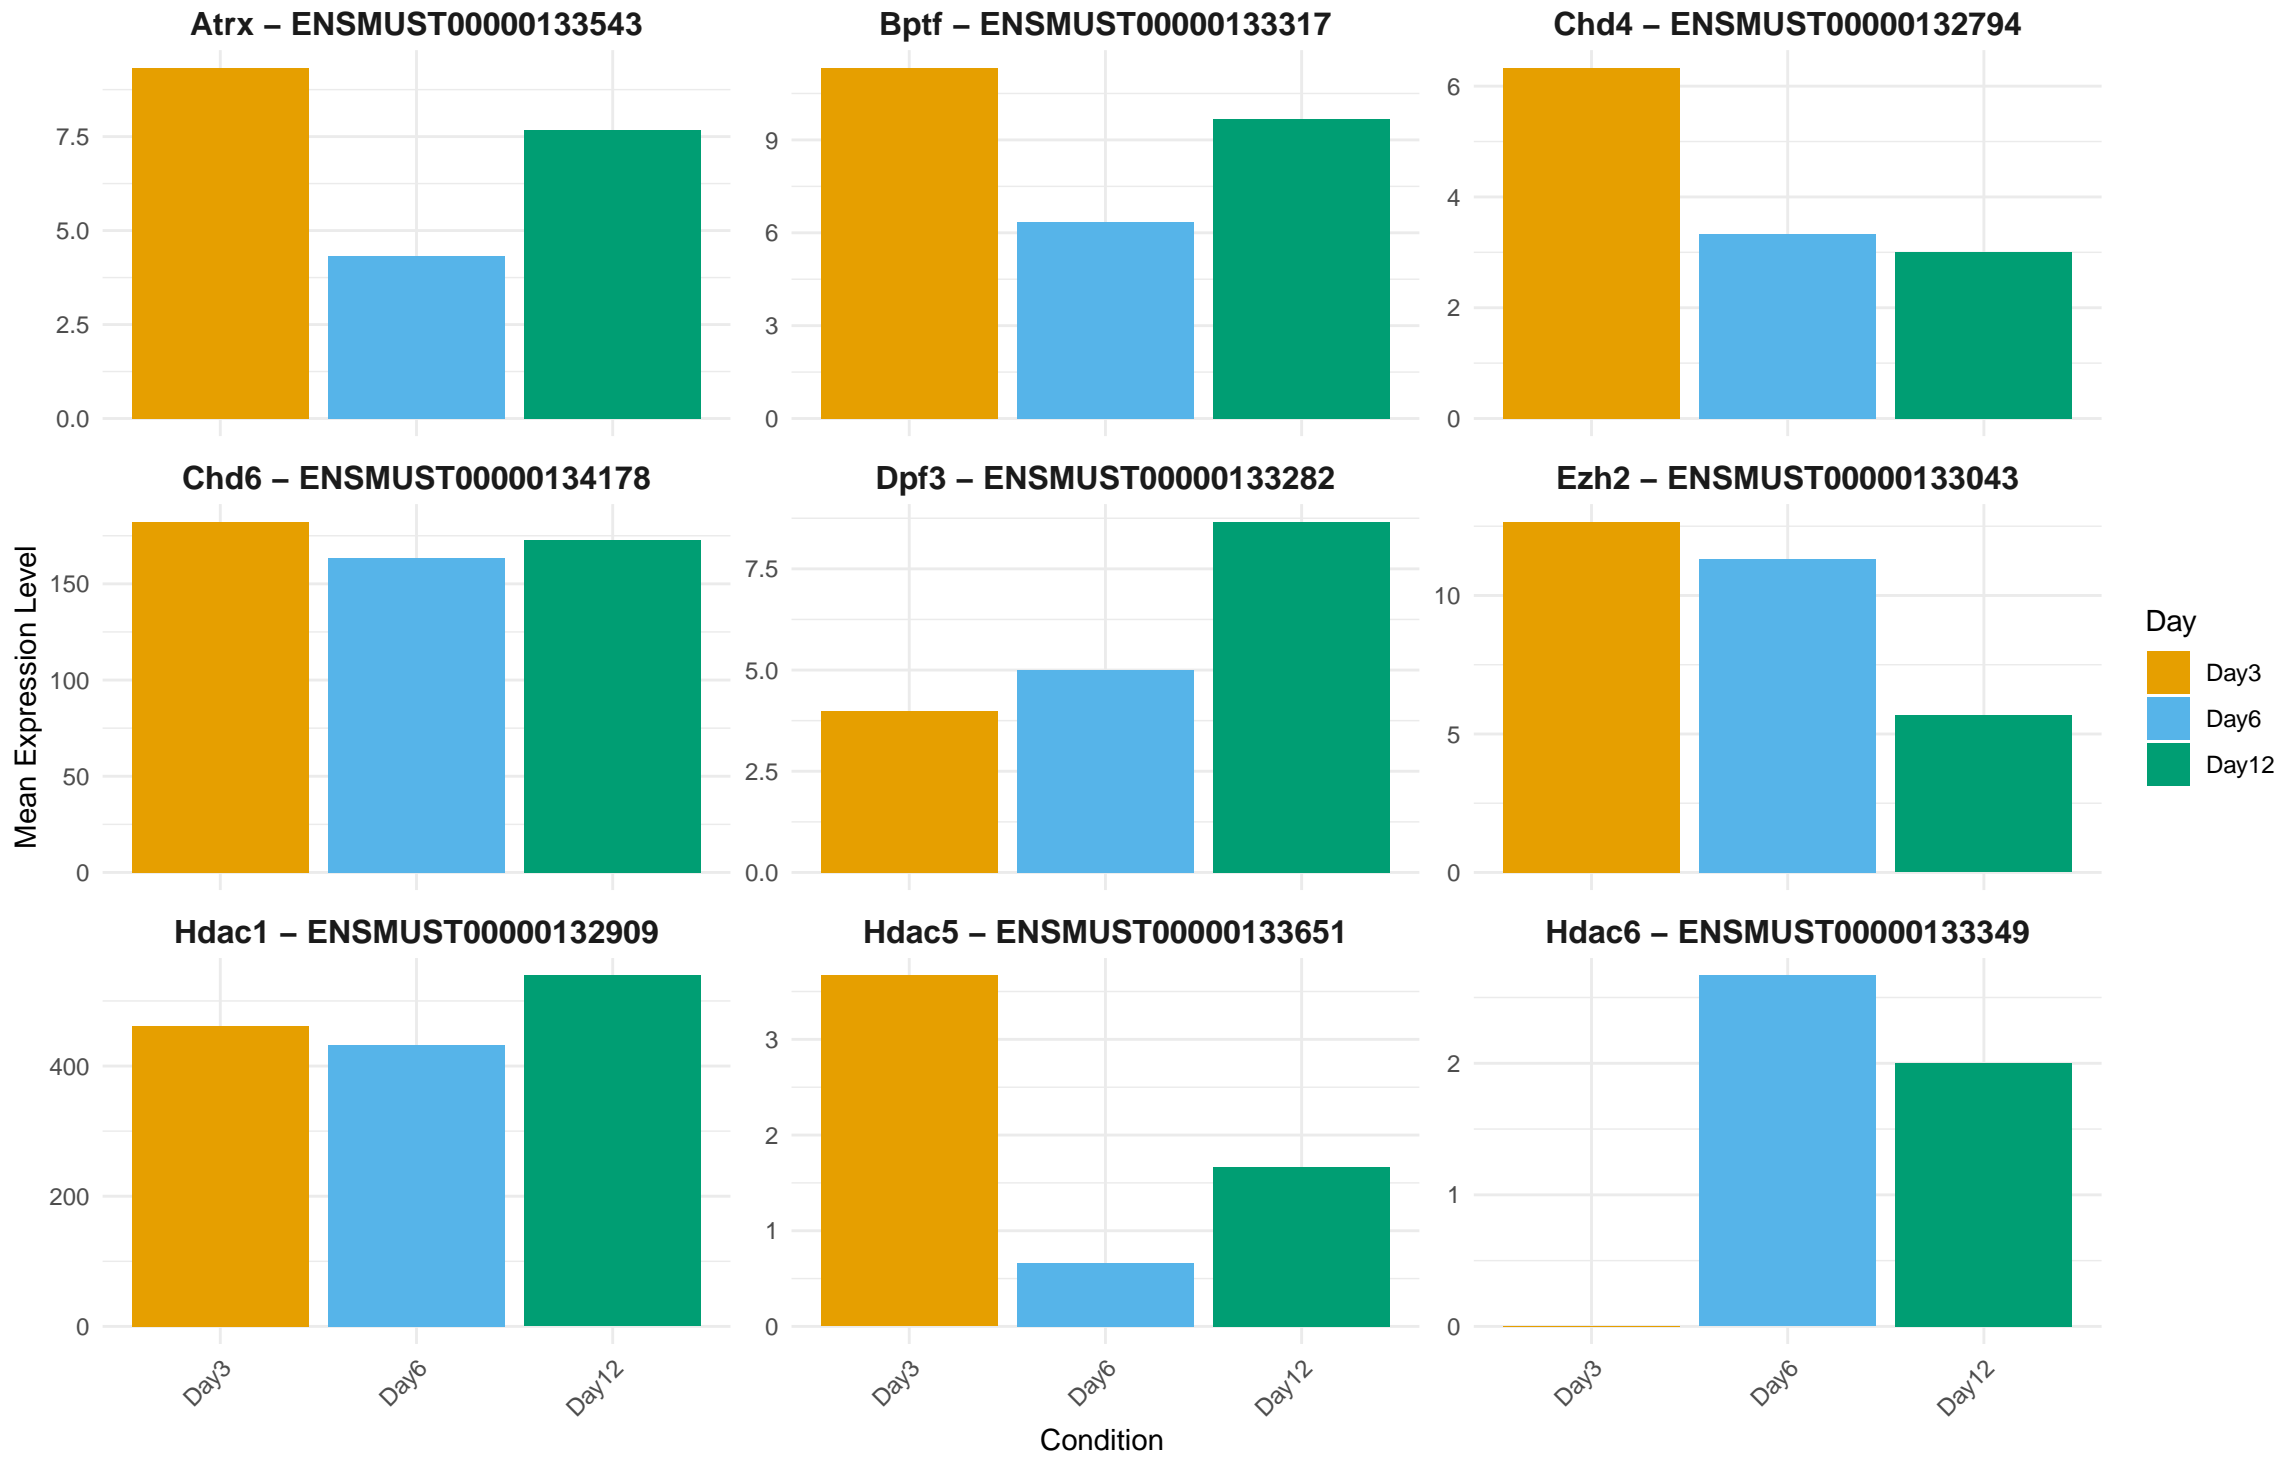 Atrx – ENSMUST00000133543
Bptf – ENSMUST00000133317
Chd4 – ENSMUST00000132794
7.5
5.0
2.5
0.0
9
6
3
0
6
4
2
0
Chd6 – ENSMUST00000134178
Dpf3 – ENSMUST00000133282
Ezh2 – ENSMUST00000133043
150
100
50
0
7.5
5.0
2.5
0.0
10
5
0
Hdac1 – ENSMUST00000132909
Hdac5 – ENSMUST00000133651
Hdac6 – ENSMUST00000133349
400
200
0
3
2
1
0
2
1
0
Day3
Day6
Day12
Day3
Day6
Day12
Day3
Day6
Day12
Condition
Mean Expression Level
Day
Day3
Day6
Day12